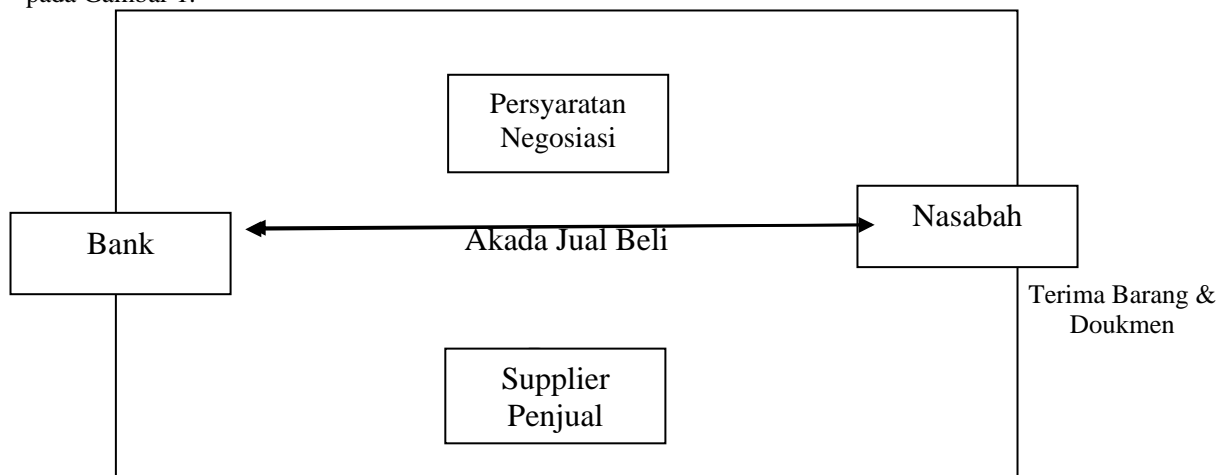 pada Gambar 1.
Persyaratan
Negosiasi
Nasabah
Bank
Akada Jual Beli
Terima Barang &
Doukmen
Supplier
Penjual